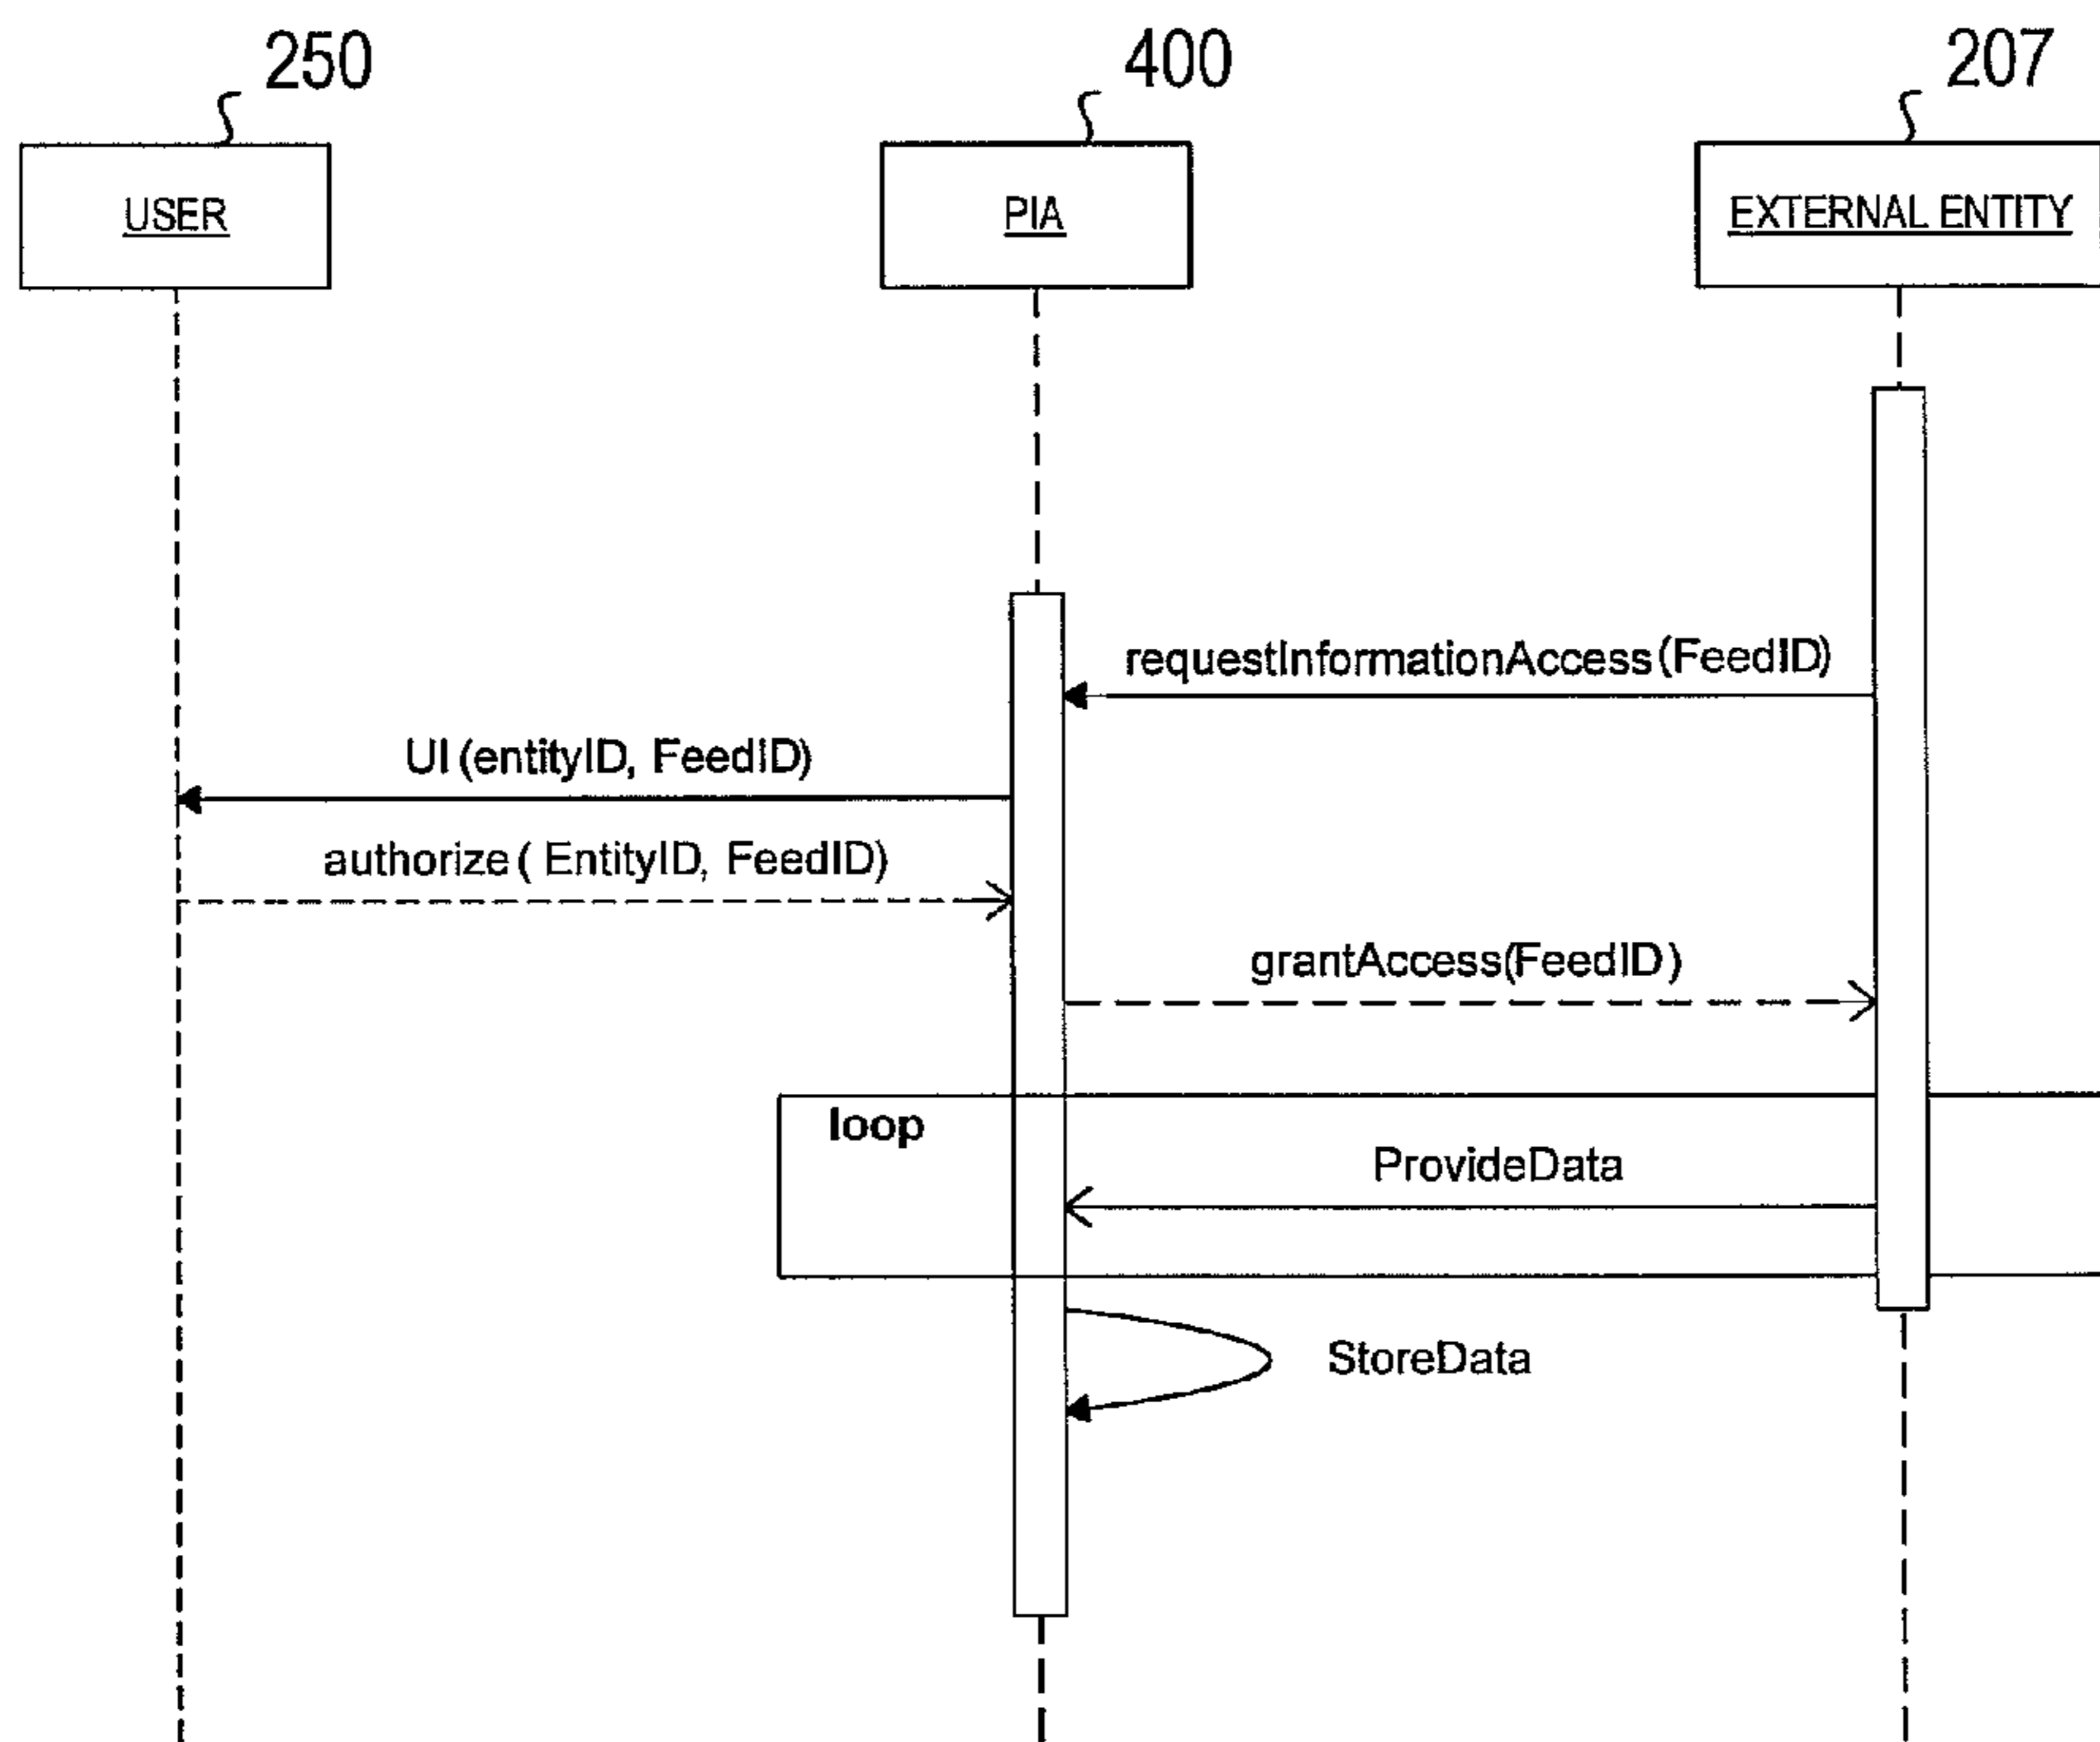 250
400
207
USER
PIA
EXTERNAL ENTITY
requestInformationAccess(FeedID)
UI (entityID, FeedID)
authorize ( EntityID, FeedID)
grantAccess(FeedID)
loop
ProvideData
StoreData